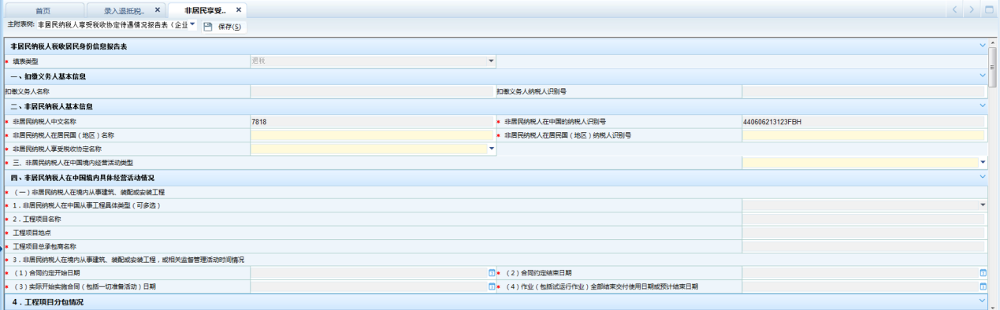 首页 录入退抵税.. × 非居民享受.. ×
主附表树: 非居民纳税人享受税收协定待遇情况报告表（企业 保存(S)
非居民纳税人税收居民身份信息报告表
* 填表类型 退税
一、扣缴义务人基本信息
扣缴义务人名称 扣缴义务人纳税人识别号
二、非居民纳税人基本信息
* 非居民纳税人中文名称 7818 * 非居民纳税人在中国的纳税人识别号 440606213123FBH
* 非居民纳税人在居民国（地区）名称 * 非居民纳税人在居民国（地区）纳税人识别号
* 非居民纳税人享受税收协定名称
* 三、非居民纳税人在中国境内经营活动类型
四、非居民纳税人在中国境内具体经营活动情况
* （一）非居民纳税人在境内从事建筑、装配或安装工程
* 1．非居民纳税人在中国从事工程具体类型（可多选）
* 2．工程项目名称
* 工程项目地点
* 工程项目总承包商名称
* 3．非居民纳税人在境内从事建筑、装配或安装工程，或相关监督管理活动时间情况
* （1）合同约定开始日期 * （2）合同约定结束日期
* （3）实际开始实施合同（包括一切准备活动）日期 * （4）作业（包括试运行作业）全部结束交付使用日期或预计结束日期
4．工程项目分包情况